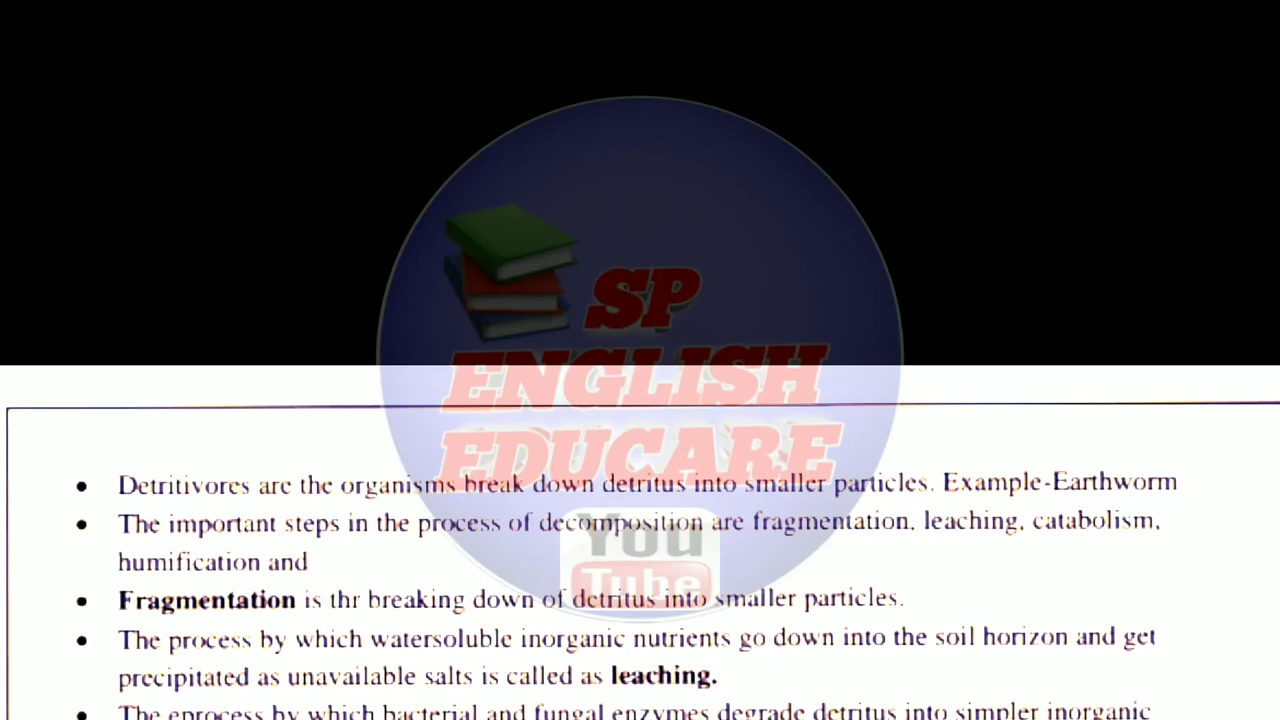 SP
ENGLISH
EDUCARE
• Detritivores are the organisms break down detritus into smaller particles. Example-Earthworm
You
Tube
• The important steps in the process of decomposition are fragmentation, leaching, catabolism,
humification and
• Fragmentation is thr breaking down of detritus into smaller particles.
• The process by which watersoluble inorganic nutrients go down into the soil horizon and get
precipitated as unavailable salts is called as leaching.
• The eprocess by which bacterial and fungal enzymes degrade detritus into simpler inorganic